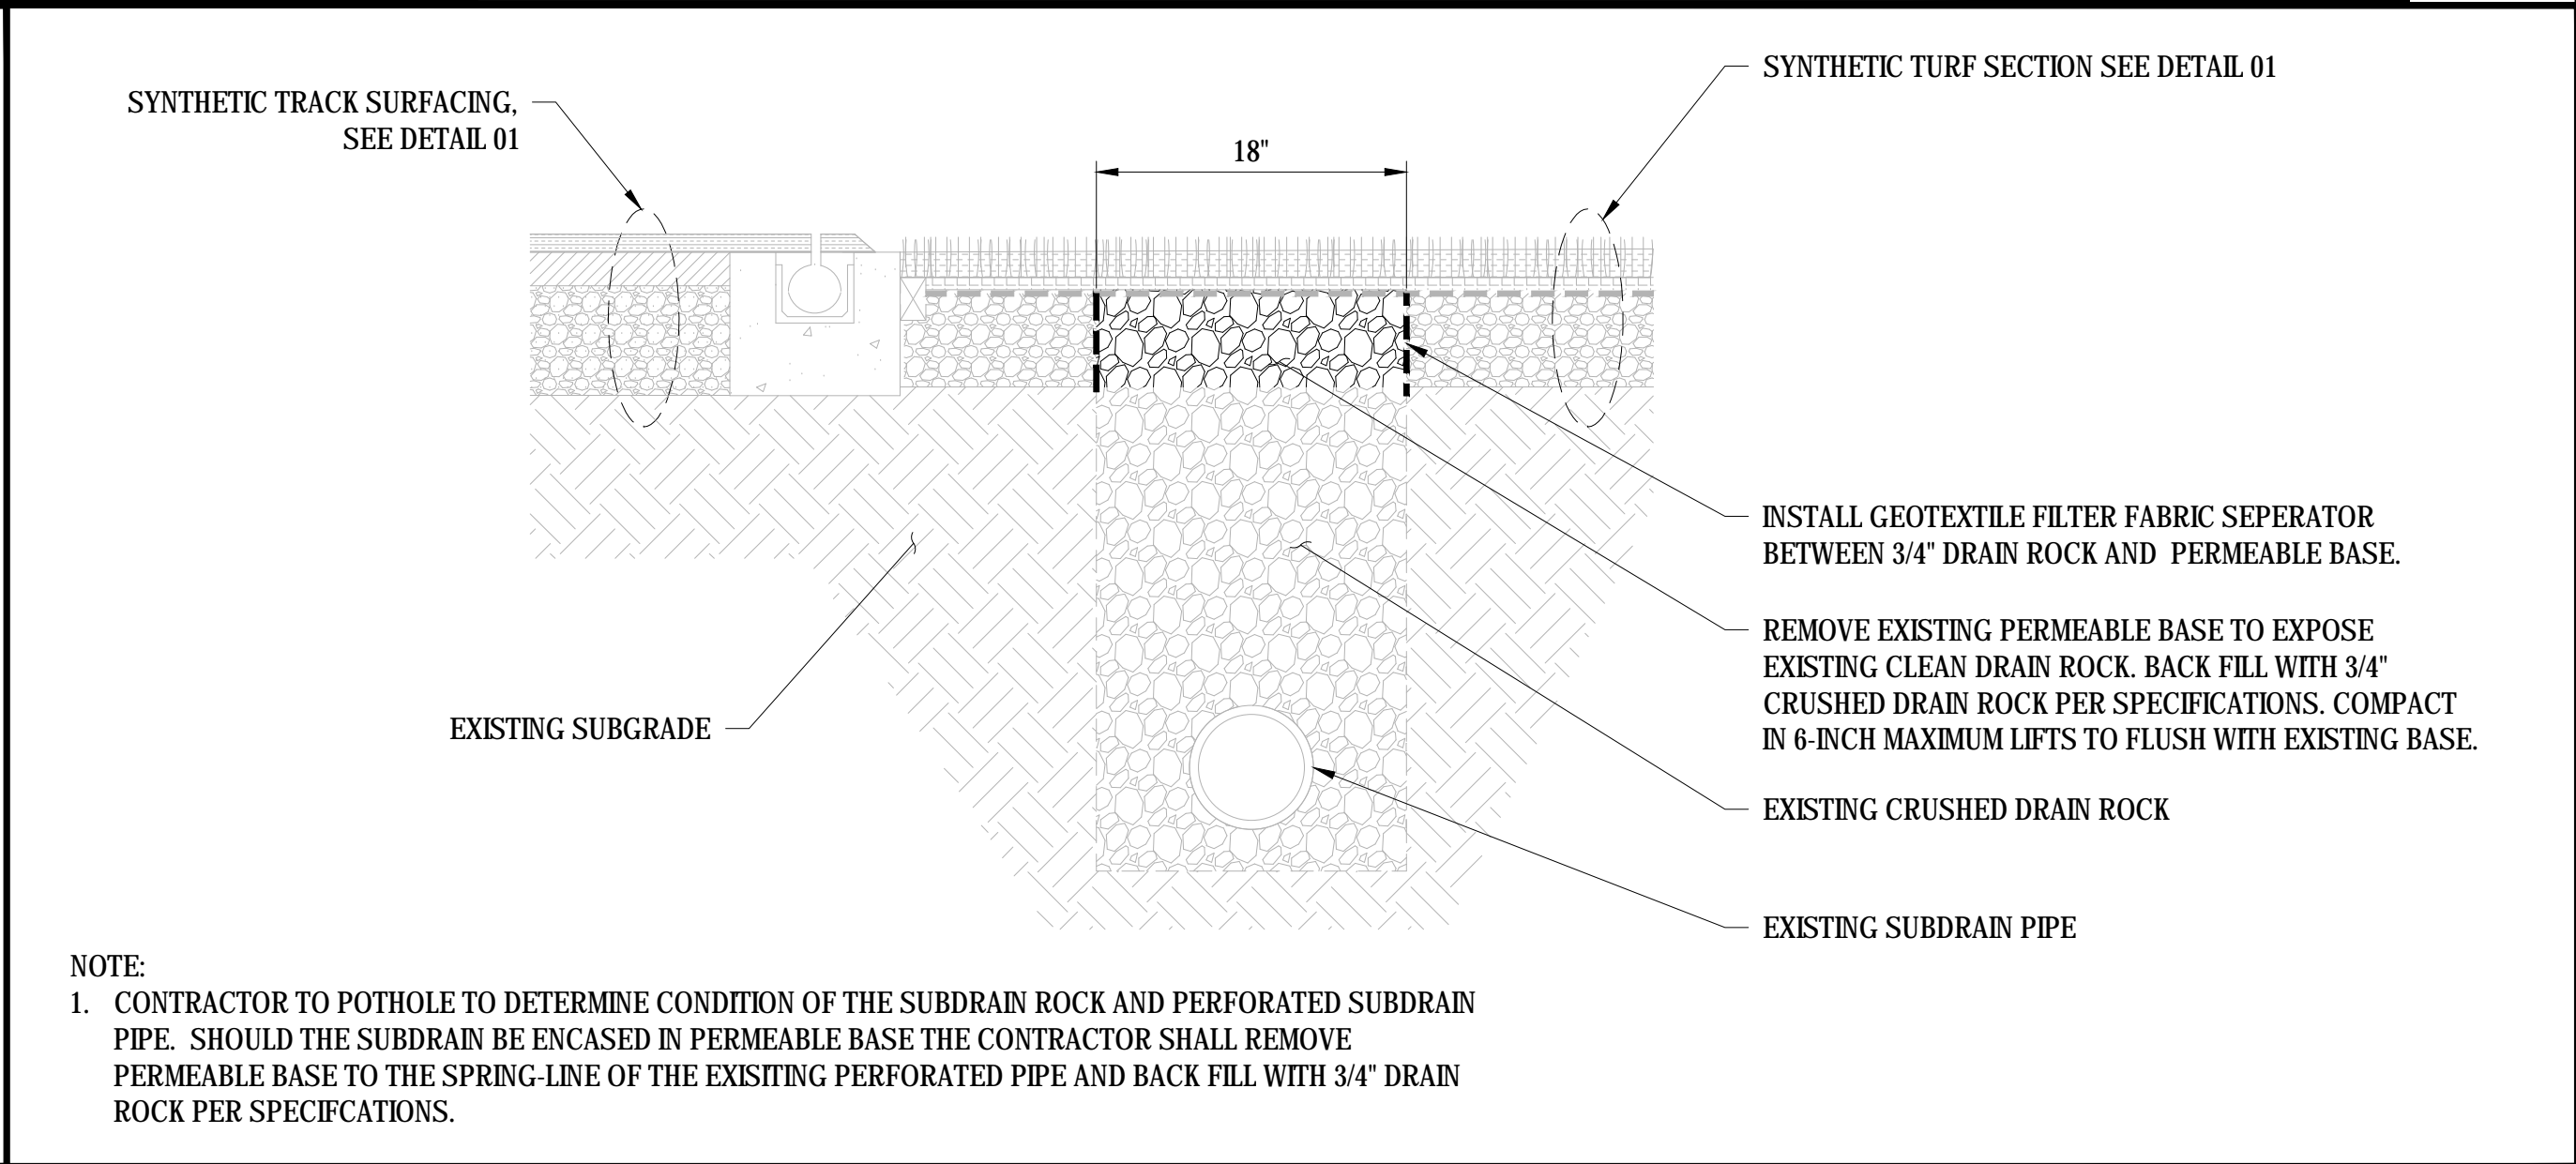 SYNTHETIC TRACK SURFACING,
SEE DETAIL 01
SYNTHETIC TURF SECTION SEE DETAIL 01
18"
INSTALL GEOTEXTILE FILTER FABRIC SEPERATOR
BETWEEN 3/4" DRAIN ROCK AND PERMEABLE BASE.
REMOVE EXISTING PERMEABLE BASE TO EXPOSE
EXISTING CLEAN DRAIN ROCK. BACK FILL WITH 3/4"
CRUSHED DRAIN ROCK PER SPECIFICATIONS. COMPACT
IN 6-INCH MAXIMUM LIFTS TO FLUSH WITH EXISTING BASE.
EXISTING SUBGRADE
EXISTING CRUSHED DRAIN ROCK
EXISTING SUBDRAIN PIPE
NOTE:
1. CONTRACTOR TO POTHOLE TO DETERMINE CONDITION OF THE SUBDRAIN ROCK AND PERFORATED SUBDRAIN
PIPE. SHOULD THE SUBDRAIN BE ENCASED IN PERMEABLE BASE THE CONTRACTOR SHALL REMOVE
PERMEABLE BASE TO THE SPRING-LINE OF THE EXISITING PERFORATED PIPE AND BACK FILL WITH 3/4" DRAIN
ROCK PER SPECIFCATIONS.